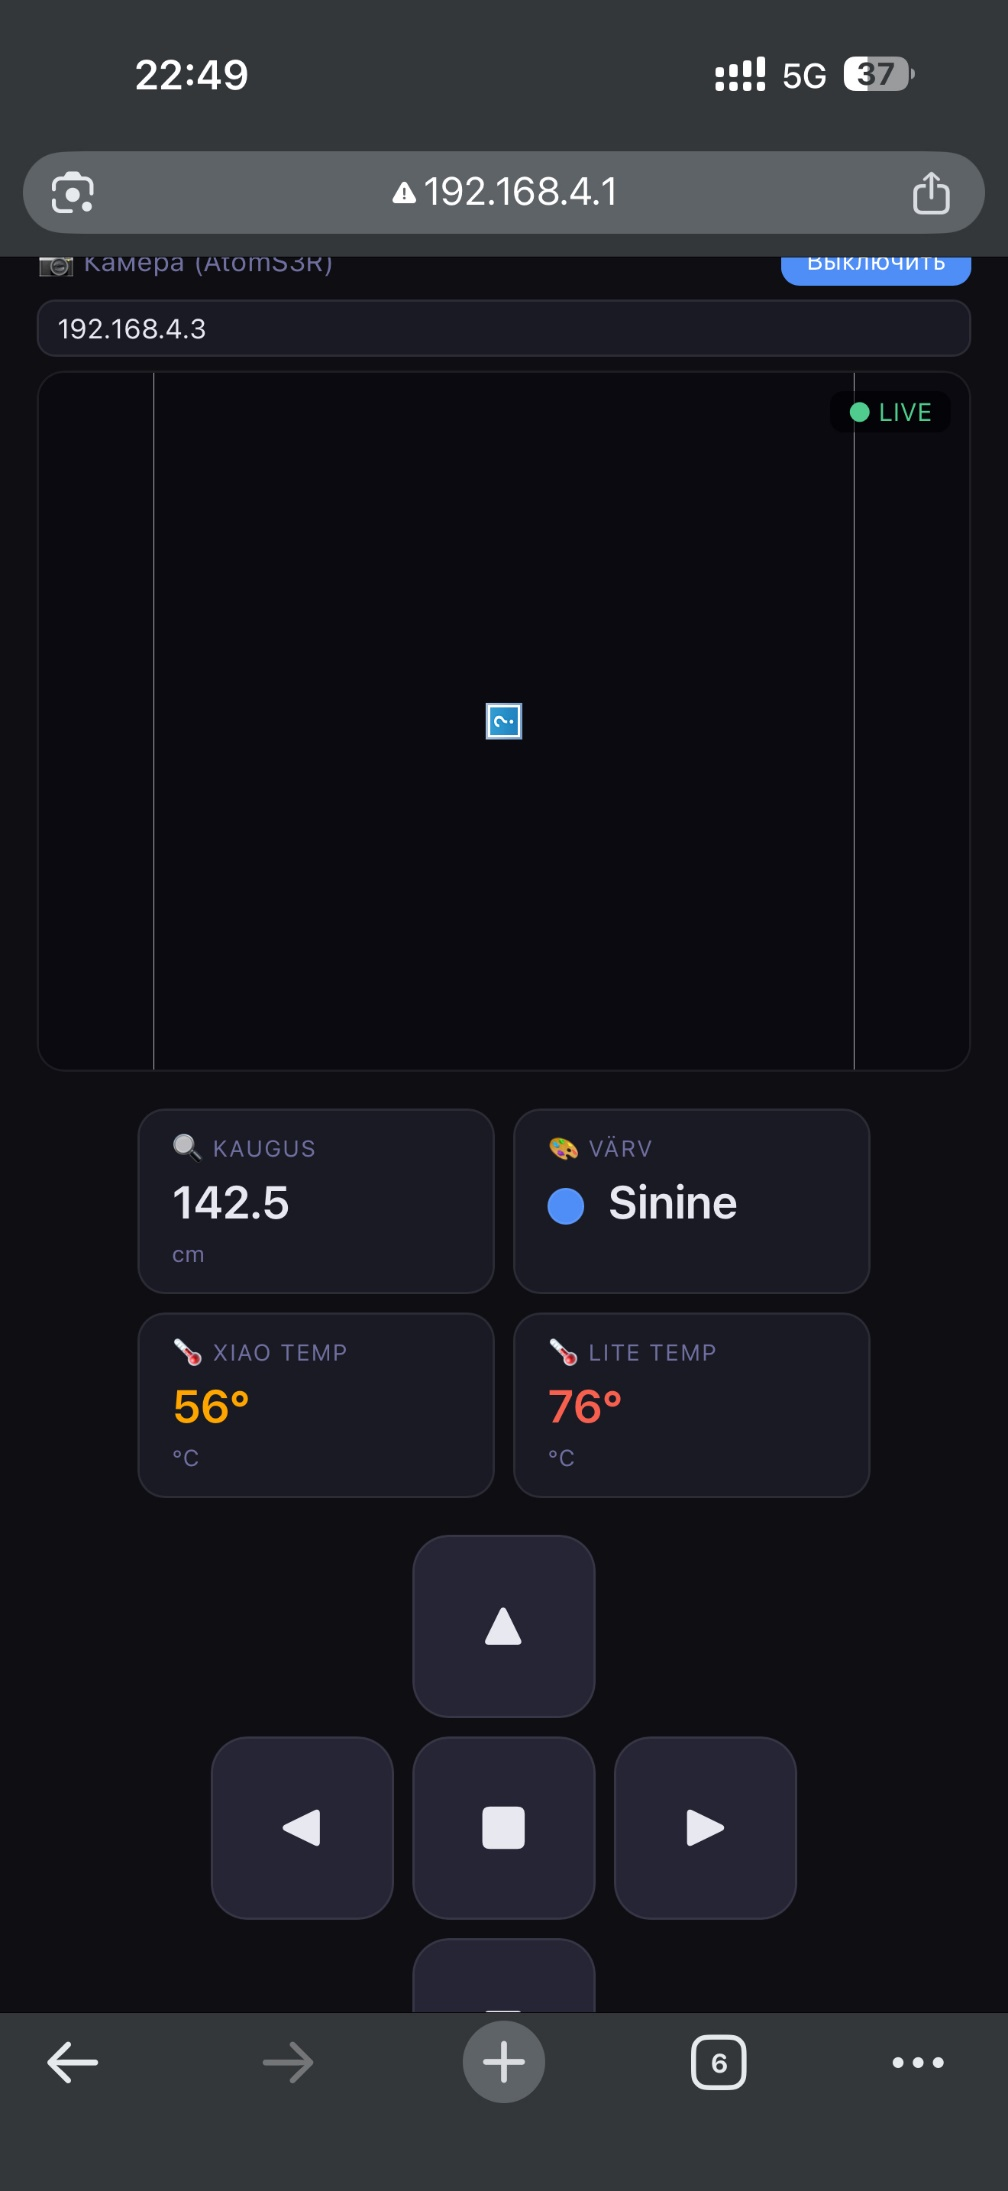 22:49
5G 37
192.168.4.1
Камера (AtomS3R)
Выключить
192.168.4.3
LIVE
?
KAUGUS
142.5
cm
VÄRV
Sinine
XIAO TEMP
56°
°C
LITE TEMP
76°
°C
6